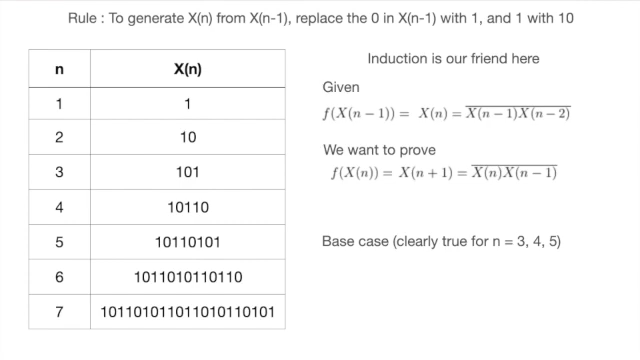 Rule : To generate X(n) from X(n-1), replace the 0 in X(n-1) with 1, and 1 with 10
n X(n)
1 1
2 10
3 101
4 10110
5 10110101
6 1011010110110
7 101101011011010110101
Induction is our friend here
Given
f(X(n − 1)) = X(n) = \overline{X(n − 1)X(n − 2)}
We want to prove
f(X(n)) = X(n + 1) = \overline{X(n)X(n − 1)}
Base case (clearly true for n = 3, 4, 5)